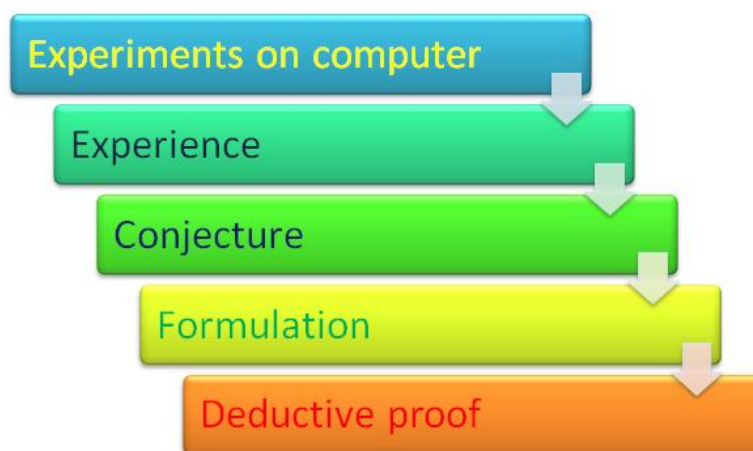 Experiments on computer
Experience
Conjecture
Formulation
Deductive proof